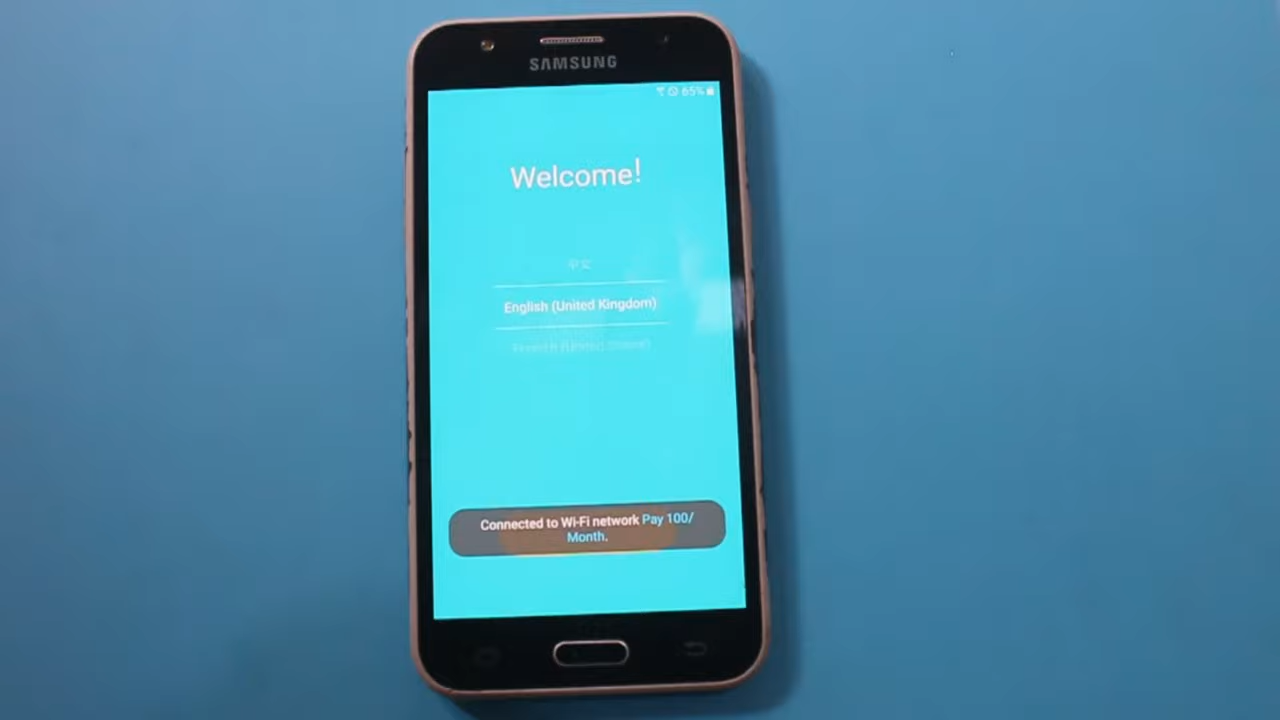 SAMSUNG
65%
Welcome!
中文
English (United Kingdom)
Connected to Wi-Fi network Pay 100/
Month.